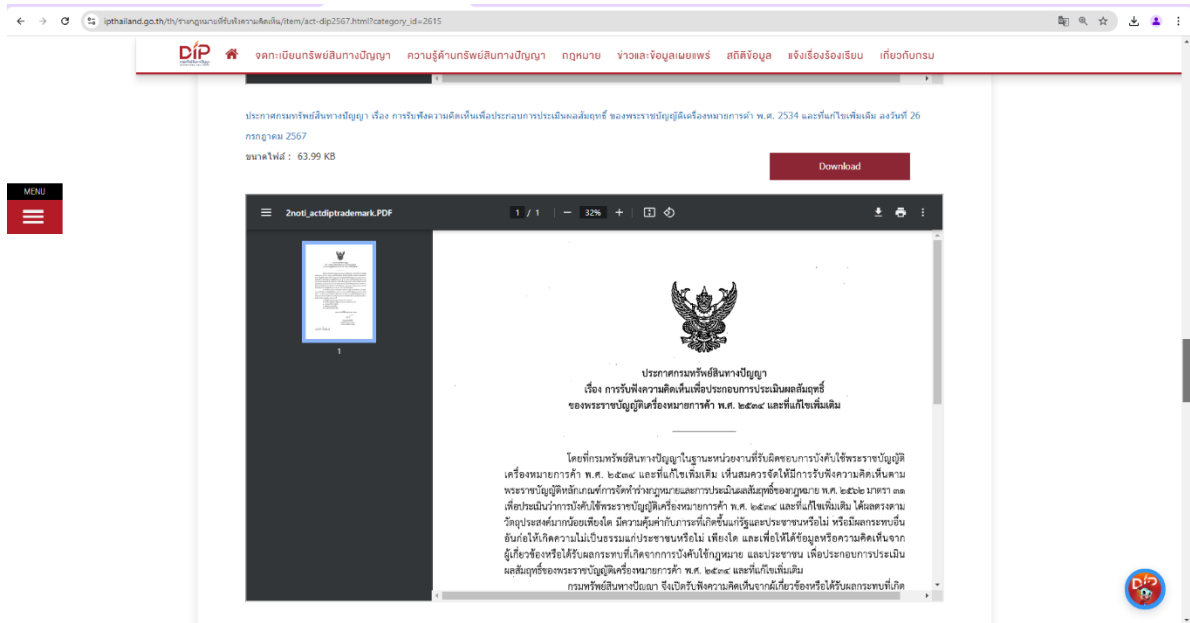 ipthailand.go.th/th/ร่างกฎหมายที่รับฟังความคิดเห็น/item/act-dip2567.html?category_id=2615
DIP
จดทะเบียนทรัพย์สินทางปัญญา ความรู้ด้านทรัพย์สินทางปัญญา กฎหมาย ข่าวและข้อมูลเผยแพร่ สถิติข้อมูล แจ้งเรื่องร้องเรียน เกี่ยวกับกรม
ประกาศกรมทรัพย์สินทางปัญญา เรื่อง การรับฟังความคิดเห็นเพื่อประกอบการประเมินผลสัมฤทธิ์ ของพระราชบัญญัติเครื่องหมายการค้า พ.ศ. 2534 และที่แก้ไขเพิ่มเติม ลงวันที่ 26
กรกฎาคม 2567
ขนาดไฟล์ : 63.99 KB
Download
MENU
2noti_actdiptrademark.PDF
1 / 1
32%
1
ประกาศกรมทรัพย์สินทางปัญญา
เรื่อง การรับฟังความคิดเห็นเพื่อประกอบการประเมินผลสัมฤทธิ์
ของพระราชบัญญัติเครื่องหมายการค้า พ.ศ. ๒๕๓๔ และที่แก้ไขเพิ่มเติม
โดยที่กรมทรัพย์สินทางปัญญาในฐานะหน่วยงานที่รับผิดชอบการบังคับใช้พระราชบัญญัติ
เครื่องหมายการค้า พ.ศ. ๒๕๓๔ และที่แก้ไขเพิ่มเติม เห็นสมควรจัดให้มีการรับฟังความคิดเห็นตาม
พระราชบัญญัติหลักเกณฑ์การจัดทำร่างกฎหมายและการประเมินผลสัมฤทธิ์ของกฎหมาย พ.ศ. ๒๕๖๒ มาตรา ๓๑
เพื่อประเมินว่าการบังคับใช้พระราชบัญญัติเครื่องหมายการค้า พ.ศ. ๒๕๓๔ และที่แก้ไขเพิ่มเติม ได้ผลตรงตาม
วัตถุประสงค์มากน้อยเพียงใด มีความคุ้มค่ากับภาระที่เกิดขึ้นแก่รัฐและประชาชนหรือไม่ หรือมีผลกระทบอื่น
อันก่อให้เกิดความไม่เป็นธรรมแก่ประชาชนหรือไม่ เพียงใด และเพื่อให้ได้ข้อมูลหรือความคิดเห็นจาก
ผู้เกี่ยวข้องหรือได้รับผลกระทบที่เกิดจากการบังคับใช้กฎหมาย และประชาชน เพื่อประกอบการประเมิน
ผลสัมฤทธิ์ของพระราชบัญญัติเครื่องหมายการค้า พ.ศ. ๒๕๓๔ และที่แก้ไขเพิ่มเติม
กรมทรัพย์สินทางปัญญา จึงเปิดรับฟังความคิดเห็นจากผู้เกี่ยวข้องหรือได้รับผลกระทบที่เกิด
DIP